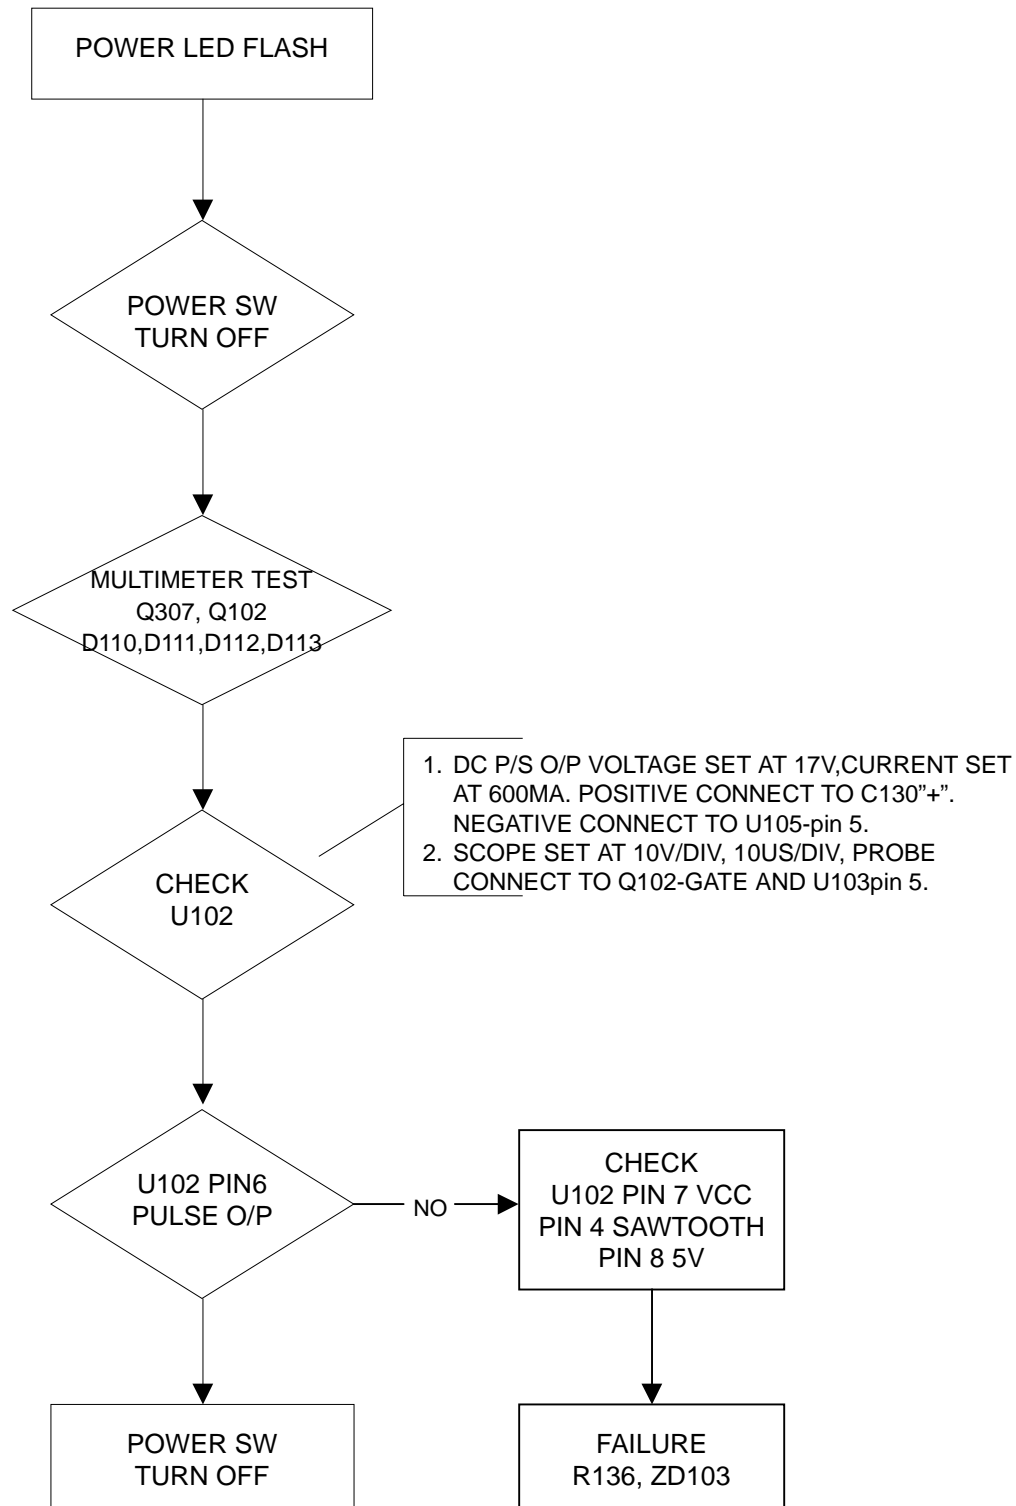 POWER LED FLASH
POWER SW
TURN OFF
MULTIMETER TEST
Q307, Q102
D110,D111,D112,D113
1. DC P/S O/P VOLTAGE SET AT 17V,CURRENT SET
AT 600MA. POSITIVE CONNECT TO C130”+”.
NEGATIVE CONNECT TO U105-pin 5.
2. SCOPE SET AT 10V/DIV, 10US/DIV, PROBE
CONNECT TO Q102-GATE AND U103pin 5.
CHECK
U102
U102 PIN6
PULSE O/P
NO
CHECK
U102 PIN 7 VCC
PIN 4 SAWTOOTH
PIN 8 5V
POWER SW
TURN OFF
FAILURE
R136, ZD103